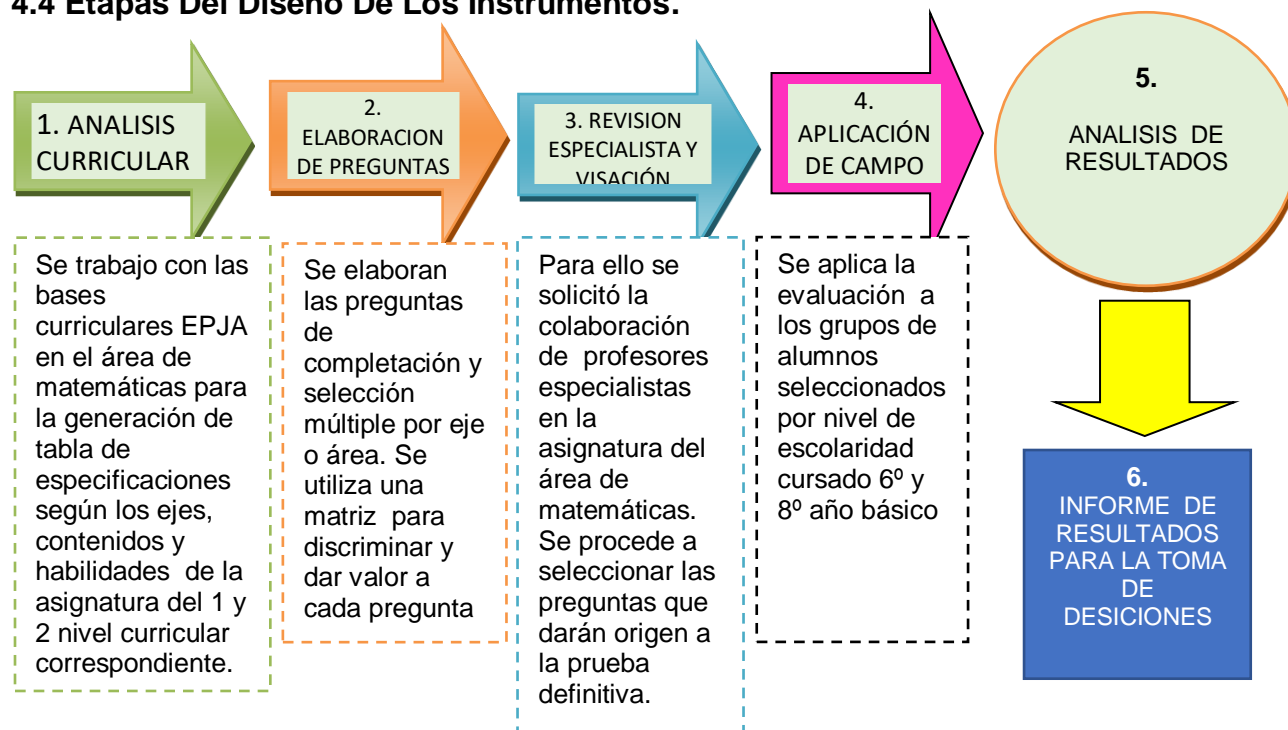 4.4 Etapas Del Diseño De Los Instrumentos.
1. ANALISIS
CURRICULAR
2.
ELABORACION
DE PREGUNTAS
3. REVISION
ESPECIALISTA Y
VISACIÓN
4.
APLICACIÓN
DE CAMPO
5.
ANALISIS DE
RESULTADOS
Se trabajo con las
bases
curriculares EPJA
en el área de
matemáticas para
la generación de
tabla de
especificaciones
según los ejes,
contenidos y
habilidades de la
asignatura del 1 y
2 nivel curricular
correspondiente.
Se elaboran
las preguntas
de
completación y
selección
múltiple por eje
o área. Se
utiliza una
matriz para
discriminar y
dar valor a
cada pregunta
Para ello se
solicitó la
colaboración
de profesores
especialistas
en la
asignatura del
área de
matemáticas.
Se procede a
seleccionar las
preguntas que
darán origen a
la prueba
definitiva.
Se aplica la
evaluación a
los grupos de
alumnos
seleccionados
por nivel de
escolaridad
cursado 6º y
8º año básico
6.
INFORME DE
RESULTADOS
PARA LA TOMA
DE
DESICIONES